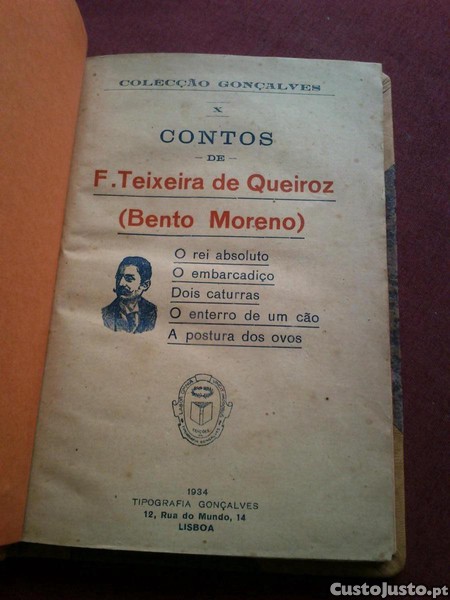 COLECÇÃO GONÇALVES
X
CONTOS
— DE —
F. Teixeira de Queiroz
(Bento Moreno)
O rei absoluto
O embarcadiço
Dois caturras
O enterro de um cão
A postura dos ovos
1934
TIPOGRAFIA GONÇALVES
12, Rua do Mundo, 14
LISBOA
CustoJusto.pt